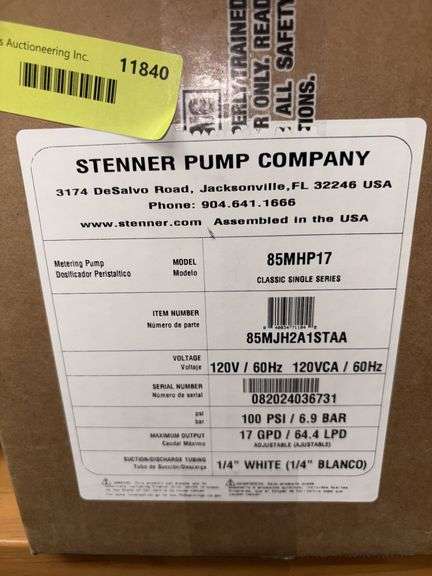 s Auctioneering Inc.
11840
ERLY TRAINED
R ONLY. READ
ALL SAFETY
IONS.
STENNER PUMP COMPANY
3174 DeSalvo Road, Jacksonville,FL 32246 USA
Phone: 904.641.1666
www.stenner.com Assembled in the USA
Metering Pump MODEL 85MHP17
Dosificador Peristaltico Modelo CLASSIC SINGLE SERIES
ITEM NUMBER
Número de parte 85MJH2A1STAA
VOLTAGE 120V / 60Hz 120VCA / 60Hz
Voltaje
SERIAL NUMBER
Número de serial 082024036731
psi 100 PSI / 6.9 BAR
bar
MAXIMUM OUTPUT 17 GPD / 64.4 LPD
Caudal Máximo ADJUSTABLE (AJUSTABLE)
SUCTION/DISCHARGE TUBING 1/4" WHITE (1/4" BLANCO)
Tubo de Succión/Descarga